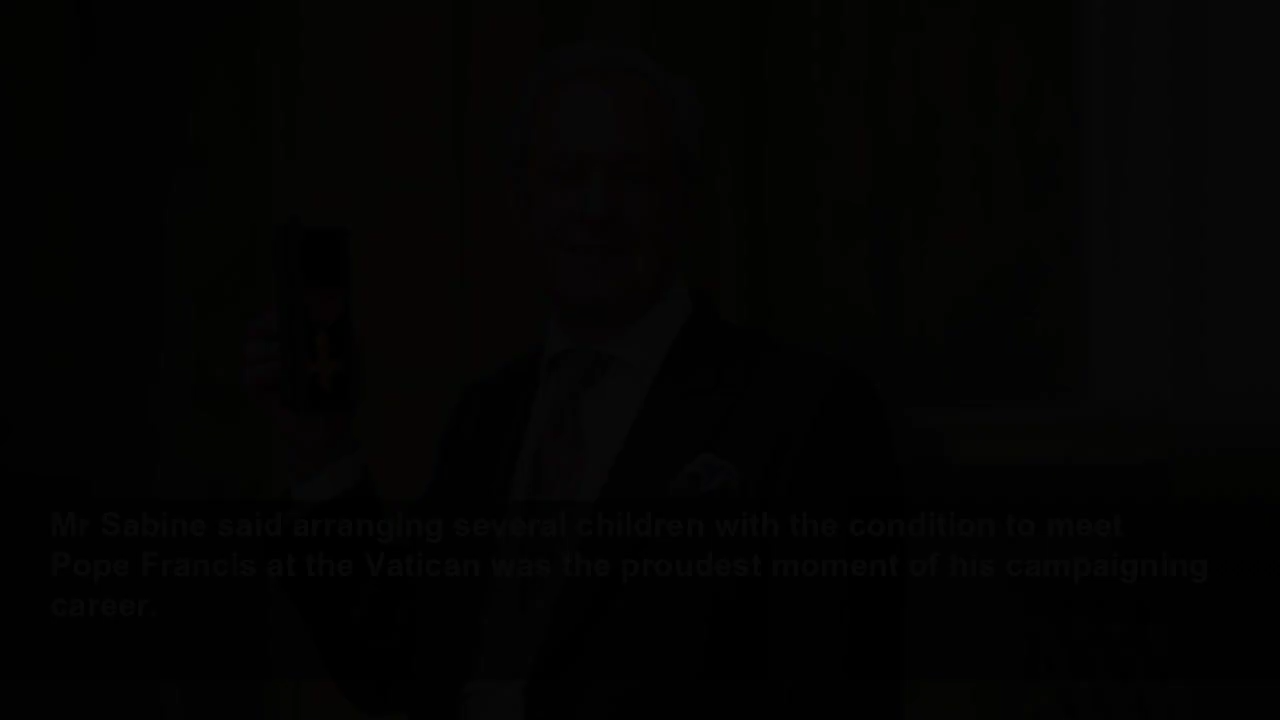 Mr Sabine said arranging several children with the condition to meet
Pope Francis at the Vatican was the proudest moment of his campaigning
career.